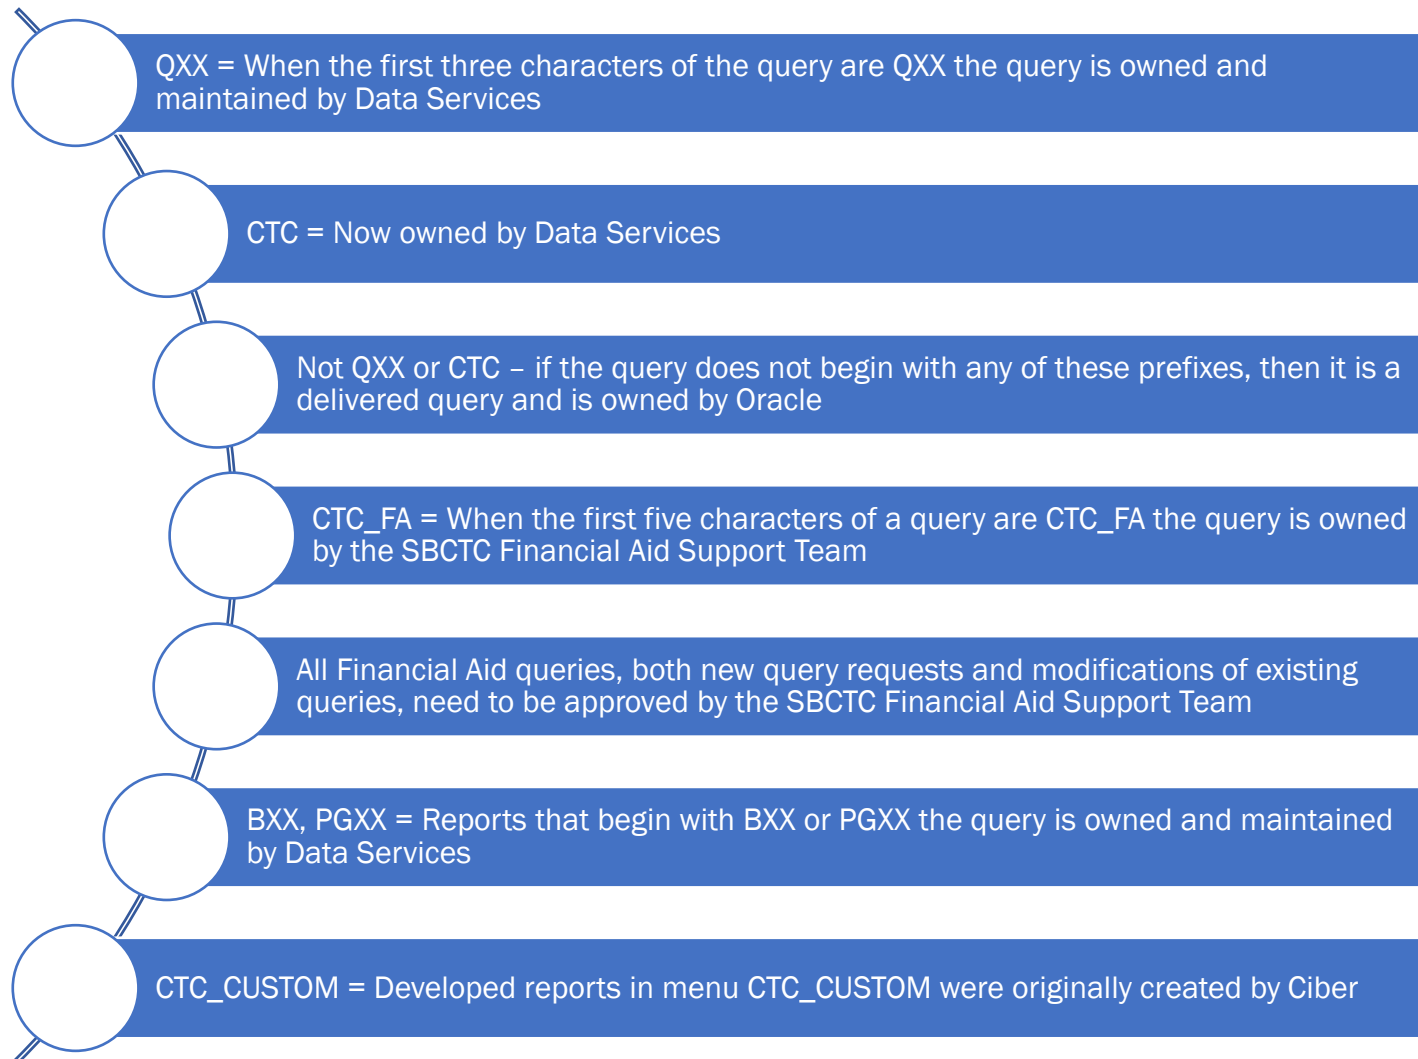 QXX = When the first three characters of the query are QXX the query is owned and
maintained by Data Services
CTC = Now owned by Data Services
Not QXX or CTC – if the query does not begin with any of these prefixes, then it is a
delivered query and is owned by Oracle
CTC_FA = When the first five characters of a query are CTC_FA the query is owned
by the SBCTC Financial Aid Support Team
All Financial Aid queries, both new query requests and modifications of existing
queries, need to be approved by the SBCTC Financial Aid Support Team
BXX, PGXX = Reports that begin with BXX or PGXX the query is owned and maintained
by Data Services
CTC_CUSTOM = Developed reports in menu CTC_CUSTOM were originally created by Ciber